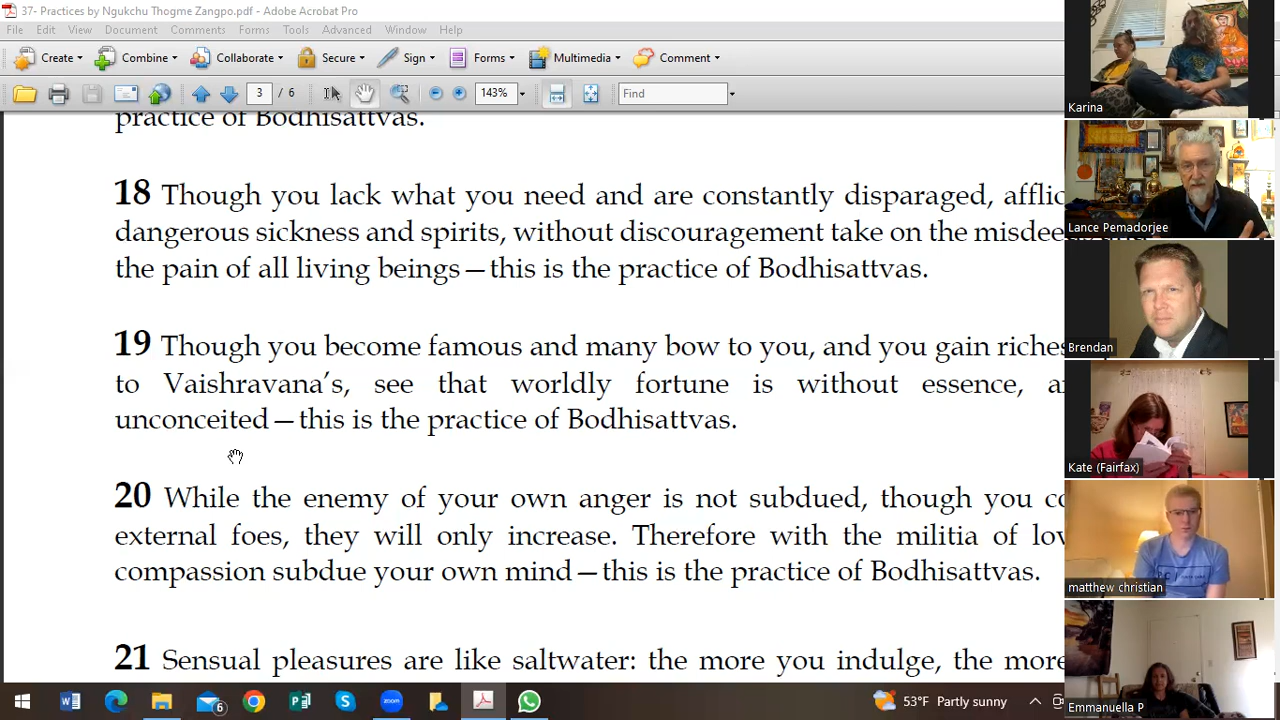 37- Practices by Ngukchu Thogme Zangpo.pdf - Adobe Acrobat Pro
File Edit View Document Comments Forms Tools Advanced Window Help
Create Combine Collaborate Secure Sign Forms Multimedia Comment
3 / 6 143% Find
practice of Bodhisattvas.
18 Though you lack what you need and are constantly disparaged,
dangerous sickness and spirits, without discouragement take on the
the pain of all living beings—this is the practice of Bodhisattvas.
19 Though you become famous and many bow to you, and you gain riches
to Vaishravana's, see that worldly fortune is without essence,
unconceited—this is the practice of Bodhisattvas.
20 While the enemy of your own anger is not subdued, though you
external foes, they will only increase. Therefore with the militia of
compassion subdue your own mind—this is the practice of Bodhisattvas.
21 Sensual pleasures are like saltwater: the more you indulge, the more
Karina
Lance Pemadorjee
Brendan
Kate (Fairfax)
matthew christian
Emmanuella P
6
zoom
53°F Partly sunny